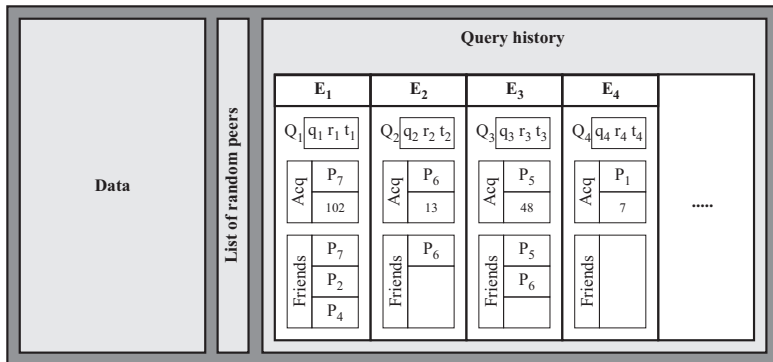 Query history
Data
List of random peers
E1 E2 E3 E4
Q1 q1 r1 t1 Q2 q2 r2 t2 Q3 q3 r3 t3 Q4 q4 r4 t4
Acq P7 Acq P6 Acq P5 Acq P1
102 13 48 7
.....
Friends P7 Friends P6 Friends P5 Friends
P2 P6
P4